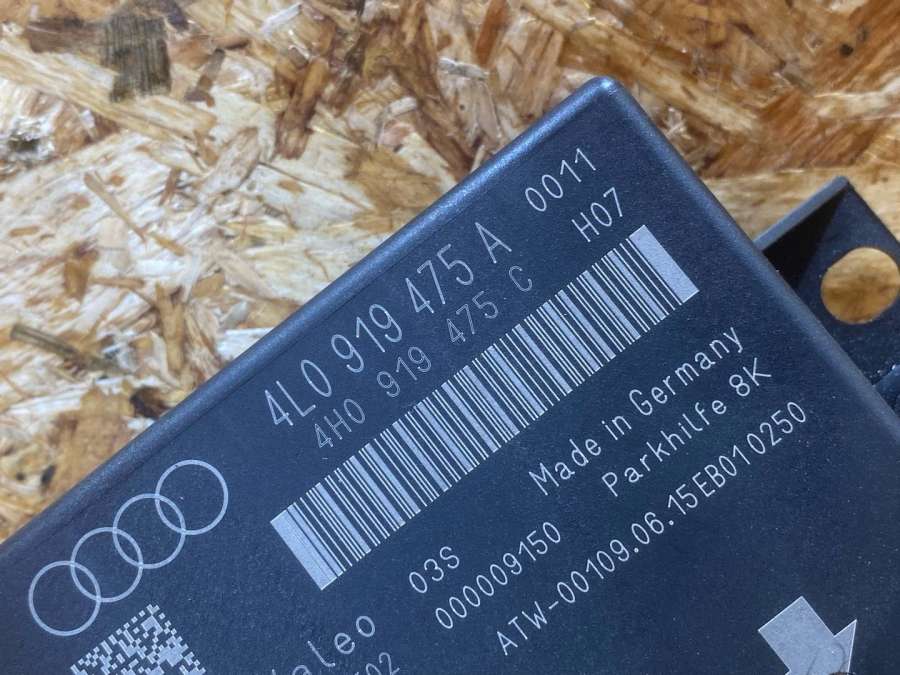 4L0 919 475 A 0011
4H0 919 475 C H07
Made in Germany
Parkhilfe 8K
03S
000009150
ATW-00109.06.15EB010250